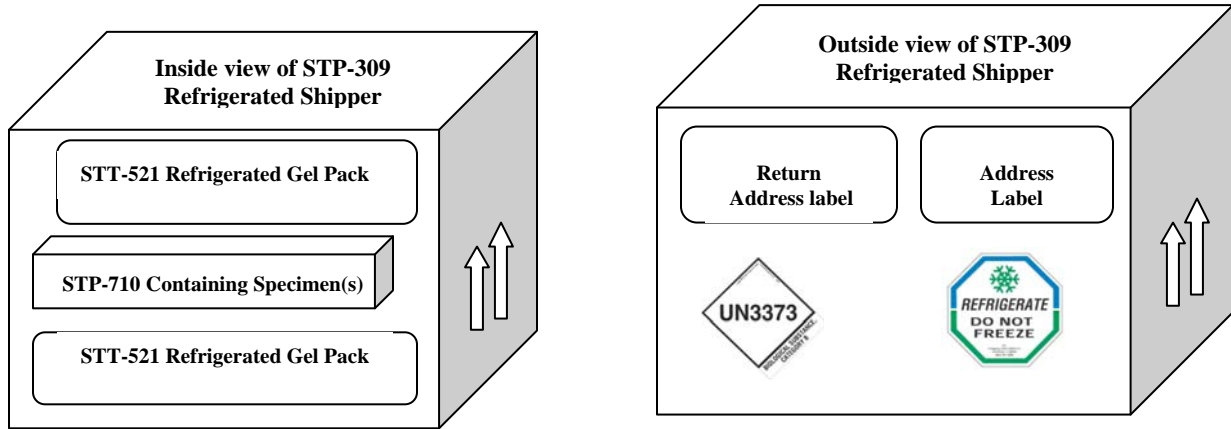 Inside view of STP-309
Refrigerated Shipper
STT-521 Refrigerated Gel Pack
STP-710 Containing Specimen(s)
STT-521 Refrigerated Gel Pack
Outside view of STP-309
Refrigerated Shipper
Return
Address label
Address
Label
UN3373
BIOLOGICAL SUBSTANCE,
CATEGORY B
REFRIGERATE
DO NOT
FREEZE